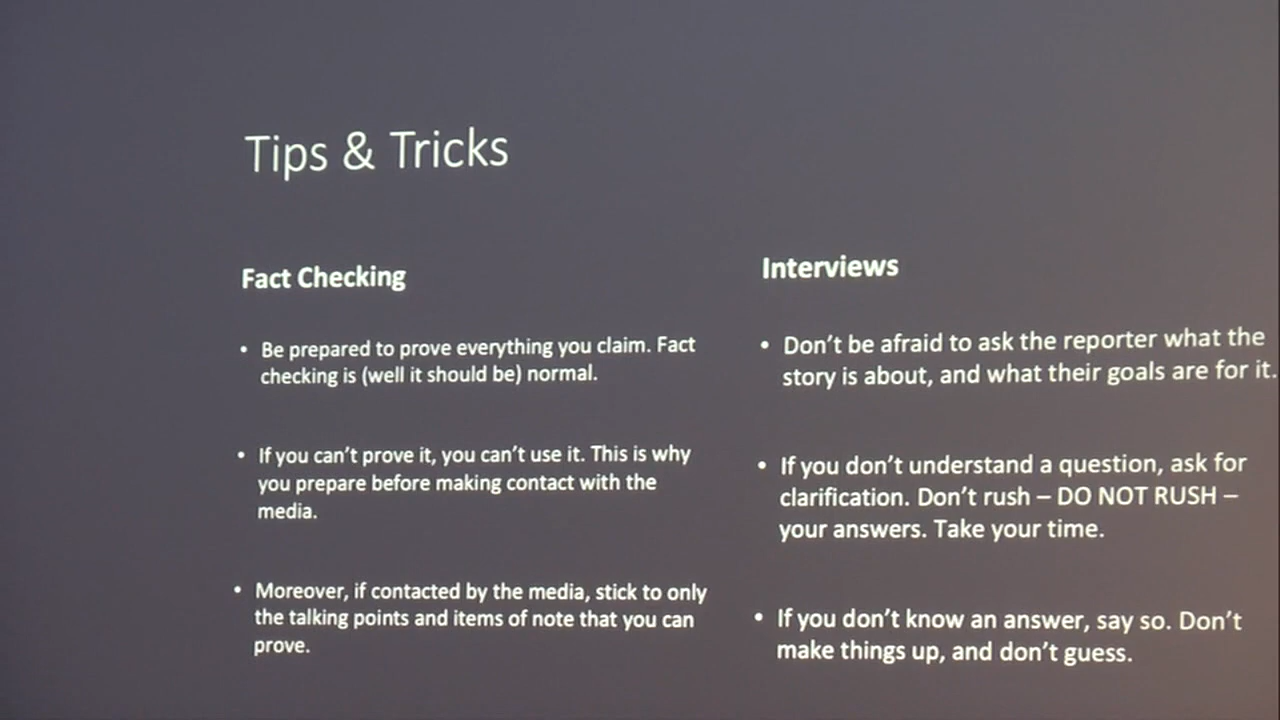 Tips & Tricks
Fact Checking
• Be prepared to prove everything you claim. Fact
checking is (well it should be) normal.
• If you can't prove it, you can't use it. This is why
you prepare before making contact with the
media.
• Moreover, if contacted by the media, stick to only
the talking points and items of note that you can
prove.
Interviews
• Don't be afraid to ask the reporter what the
story is about, and what their goals are for it.
• If you don't understand a question, ask for
clarification. Don't rush – DO NOT RUSH –
your answers. Take your time.
• If you don't know an answer, say so. Don't
make things up, and don't guess.